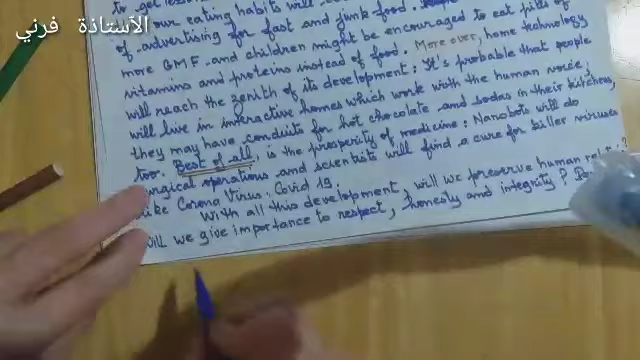 الأستاذة فرني
to get
our eating habits will
of advertising for fast and junk food.
more GMF and children might be encouraged to eat pills of
vitamins and proteins instead of food. More over, home technology
will reach the zenith of its development : It's probable that people
will live in interactive homes which work with the human voice,
they may have conduits for hot chocolate and sodas in their kitchens,
too. Best of all, is the prosperity of medicine : Nanobots will do
surgical operations and scientists will find a cure for killer viruses
like Corona Virus. Covid 19
With all this development, will we preserve human
will we give importance to respect, honesly and integrity ?